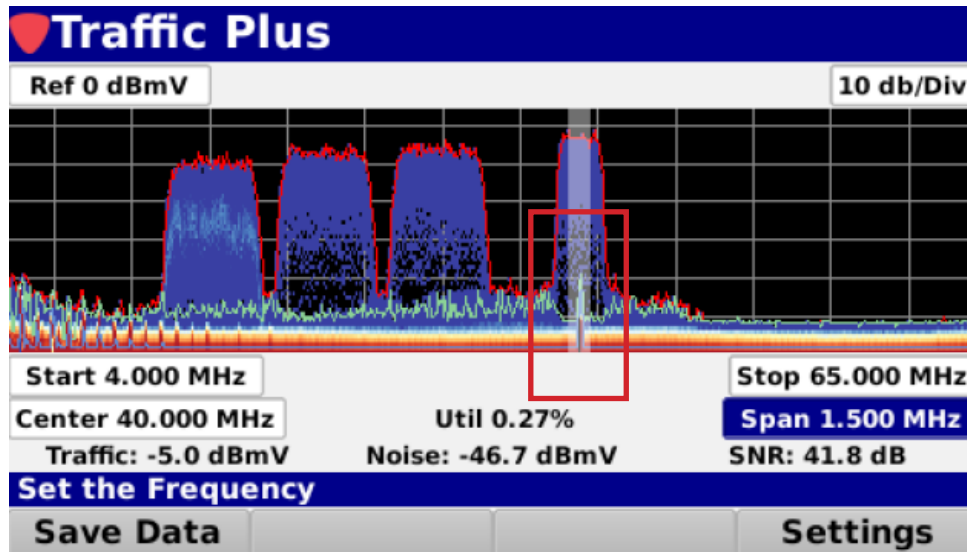 Traffic Plus
Ref 0 dBmV 10 db/Div
Start 4.000 MHz Stop 65.000 MHz
Center 40.000 MHz Util 0.27% Span 1.500 MHz
Traffic: -5.0 dBmV Noise: -46.7 dBmV SNR: 41.8 dB
Set the Frequency
Save Data Settings